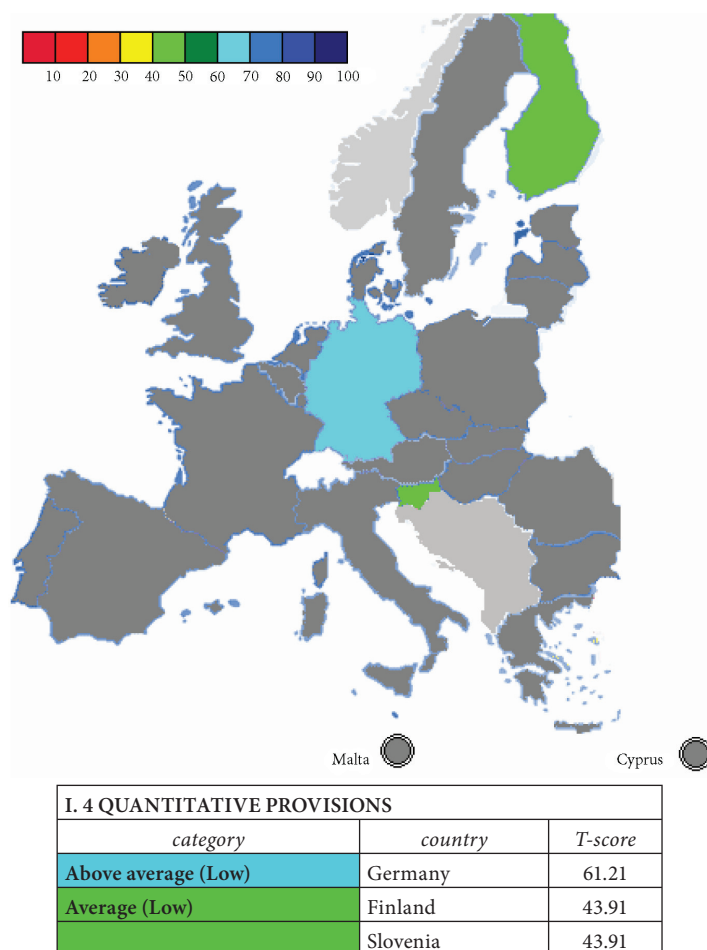 10 20 30 40 50 60 70 80 90 100
Malta
Cyprus
I. 4 QUANTITATIVE PROVISIONS
category country T-score
Above average (Low) Germany 61.21
Average (Low) Finland 43.91
Slovenia 43.91